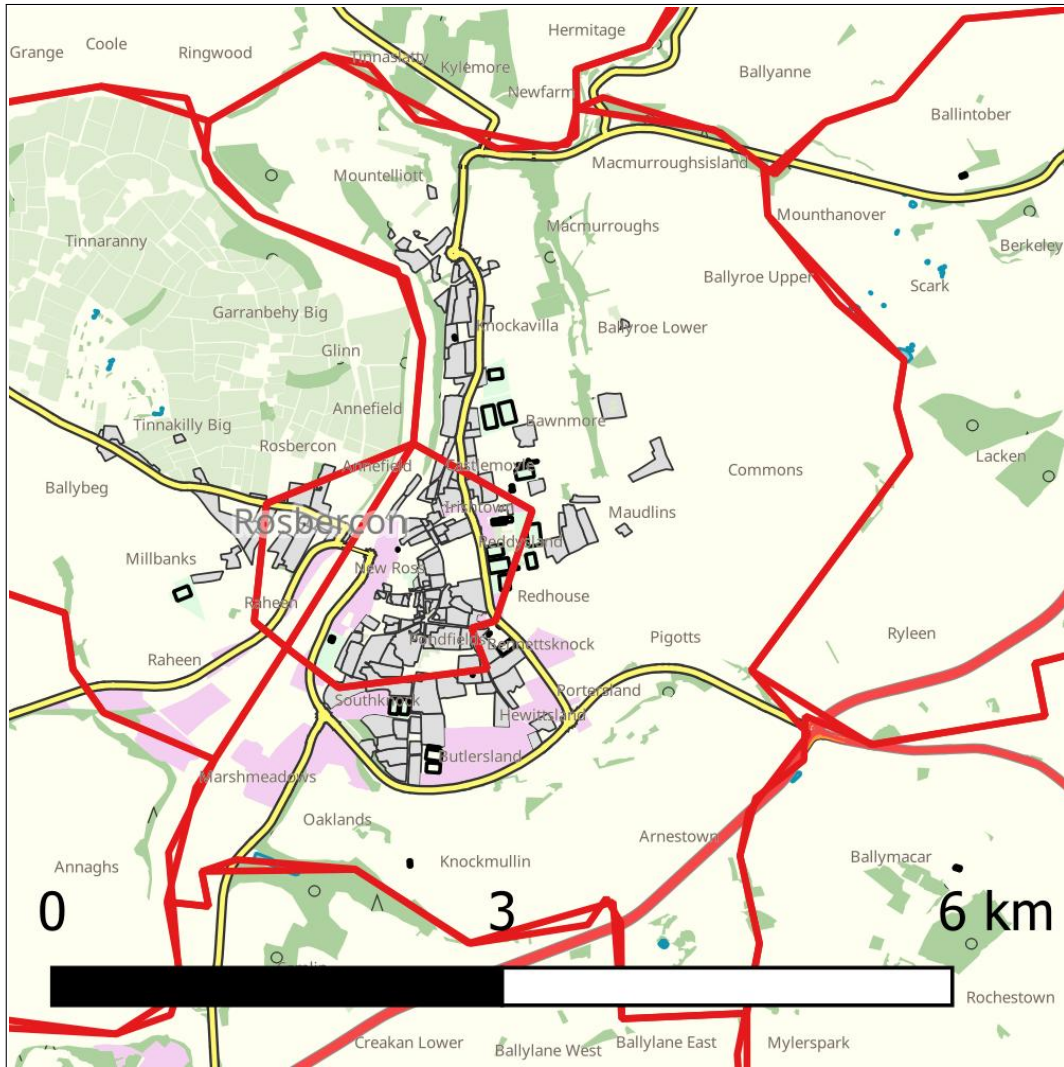 Hermitage
Coole
Grange
Ringwood
Tinnaslatty
Kylemore
Ballyanne
Newfarm
Ballintober
Macmurroughsisland
Mountelliott
Mounthanover
Macmurroughs
Tinnaranny
Berkeley
Ballyroe Upper
Scark
Garranbehy Big
Knockavilla
Ballyroe Lower
Glinn
Annefield
Bawnmore
Tinnakilly Big
Rosbercon
Lacken
Annefield
Castlemoyle
Commons
Ballybeg
Irishtown
Maudlins
Rosbercon
Reddysland
Millbanks
New Ross
Redhouse
Raheen
Pondfields
Bennettsknock
Pigotts
Ryleen
Raheen
Portersland
Southknock
Hewittsland
Butlersland
Marshmeadows
Oaklands
Arnestown
Annaghs
Knockmullin
Ballymacar
0 3 6 km
Rochestown
Creakan Lower
Ballylane West
Ballylane East
Mylerspark